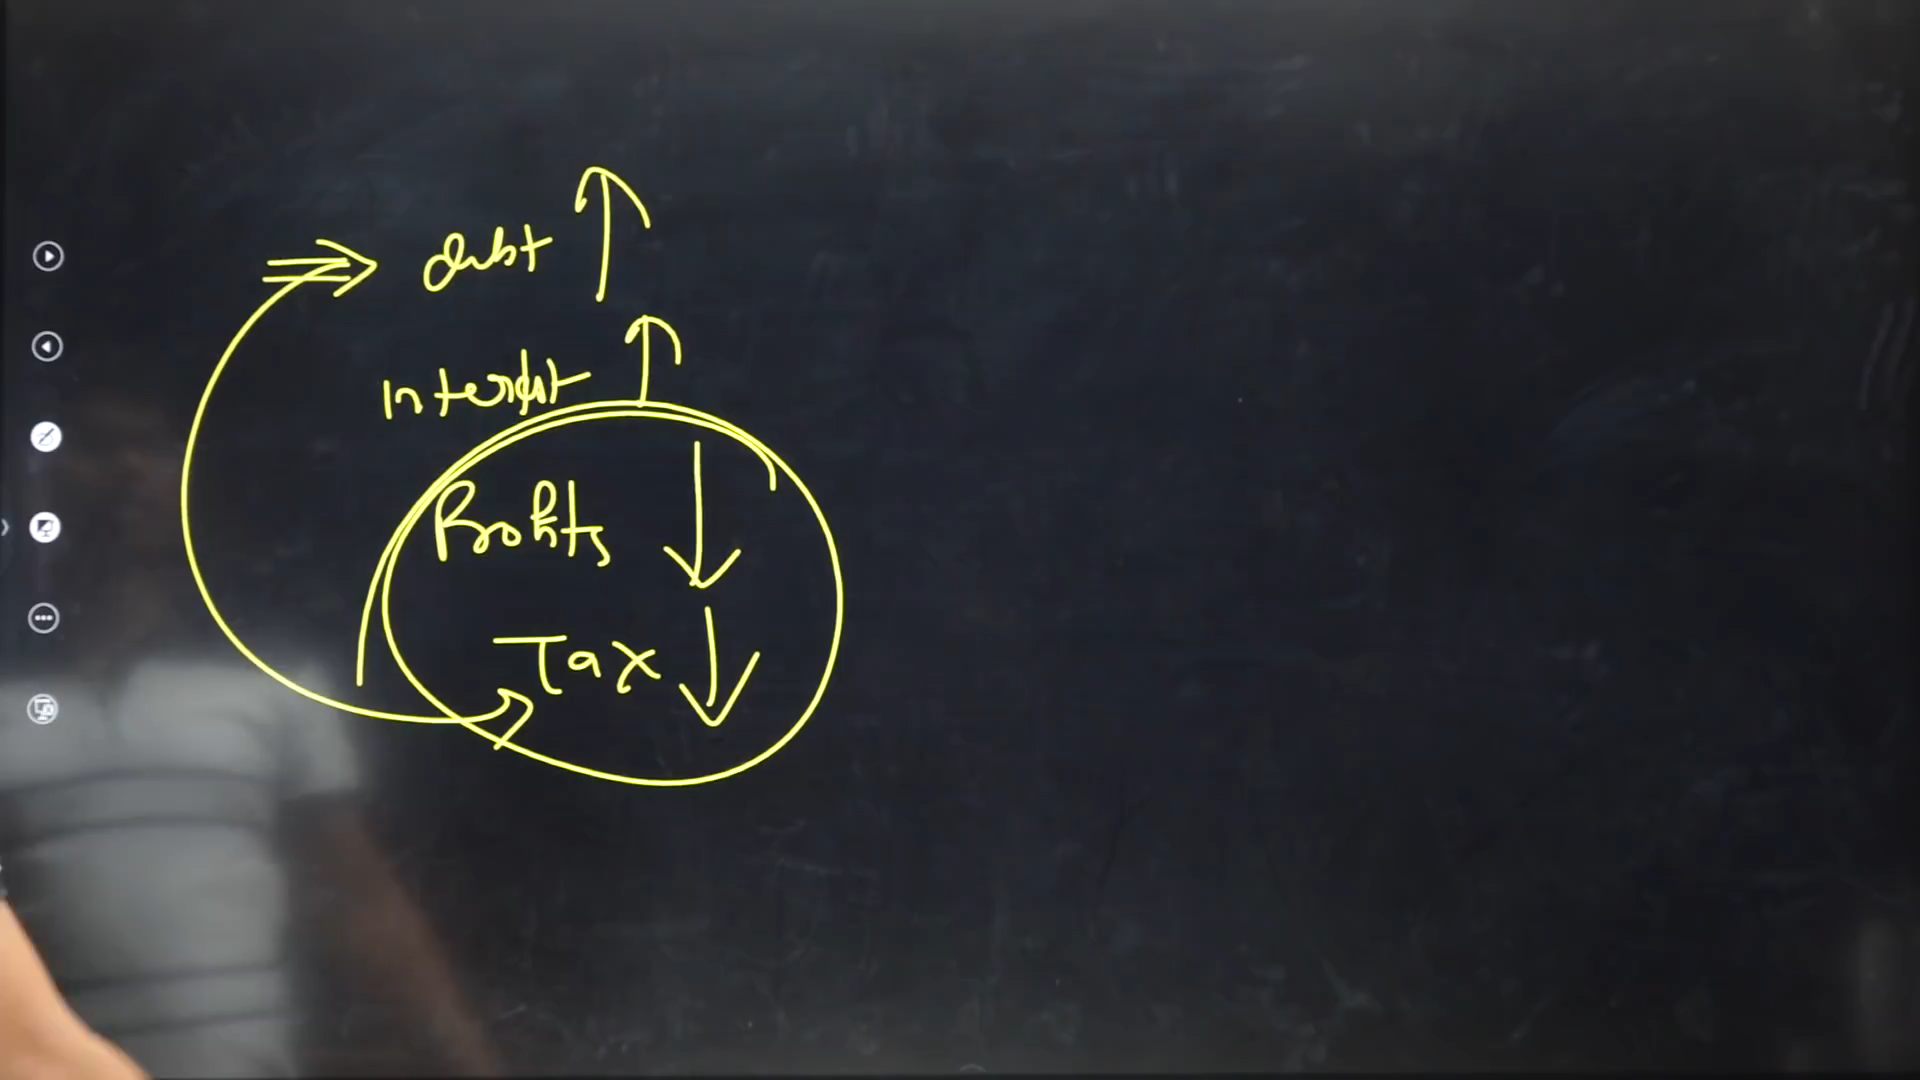 debt ↑
Interest ↑
Profits ↓
Tax ↓